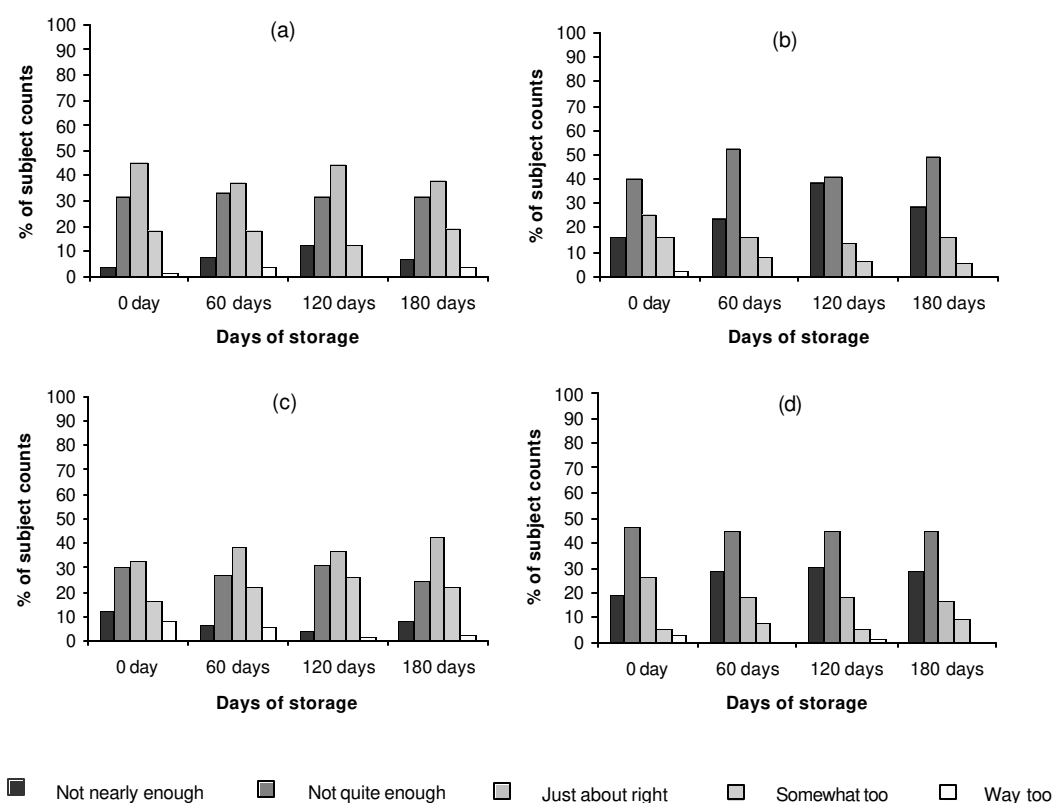 (a)
100
90
80
70
60
50
40
30
20
10
0
% of subject counts
0 day 60 days 120 days 180 days
Days of storage
(b)
100
90
80
70
60
50
40
30
20
10
0
% of subject counts
0 day 60 days 120 days 180 days
Days of storage
(c)
100
90
80
70
60
50
40
30
20
10
0
% of subject counts
0 day 60 days 120 days 180 days
Days of storage
(d)
100
90
80
70
60
50
40
30
20
10
0
% of subject counts
0 day 60 days 120 days 180 days
Days of storage
Not nearly enough Not quite enough Just about right Somewhat too Way too